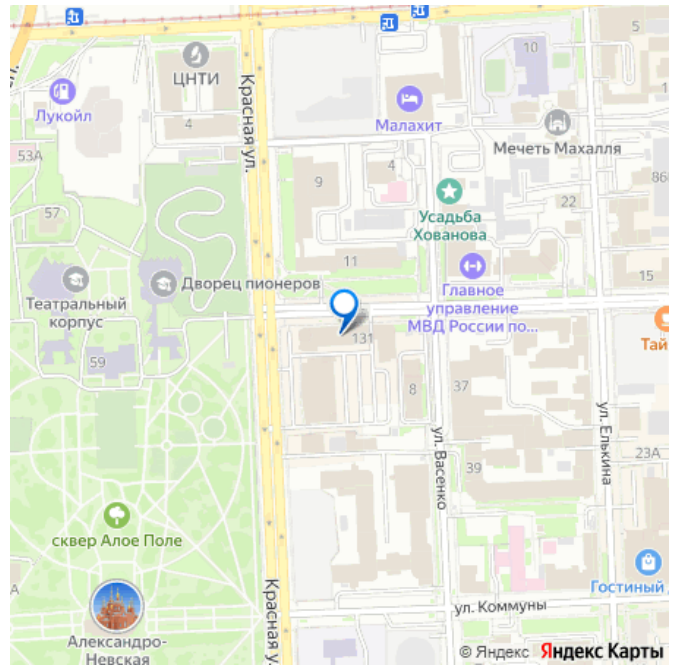 ЦНТИ
10
5
Лукойл
4
Красная ул.
Малахит
Мечеть Махалля
53А
4
9
86
57
22
Усадьба
Хованова
11
Дворец пионеров
Театральный
корпус
15
Главное
управление
МВД России по...
Тай
59
131
8
37
ул. Васенко
ул. Елькина
23А
39
сквер Алое Поле
А
Гостиный
Красная у
ул. Коммуны
Александро-
Невская
© Яндекс Яндекс Карты